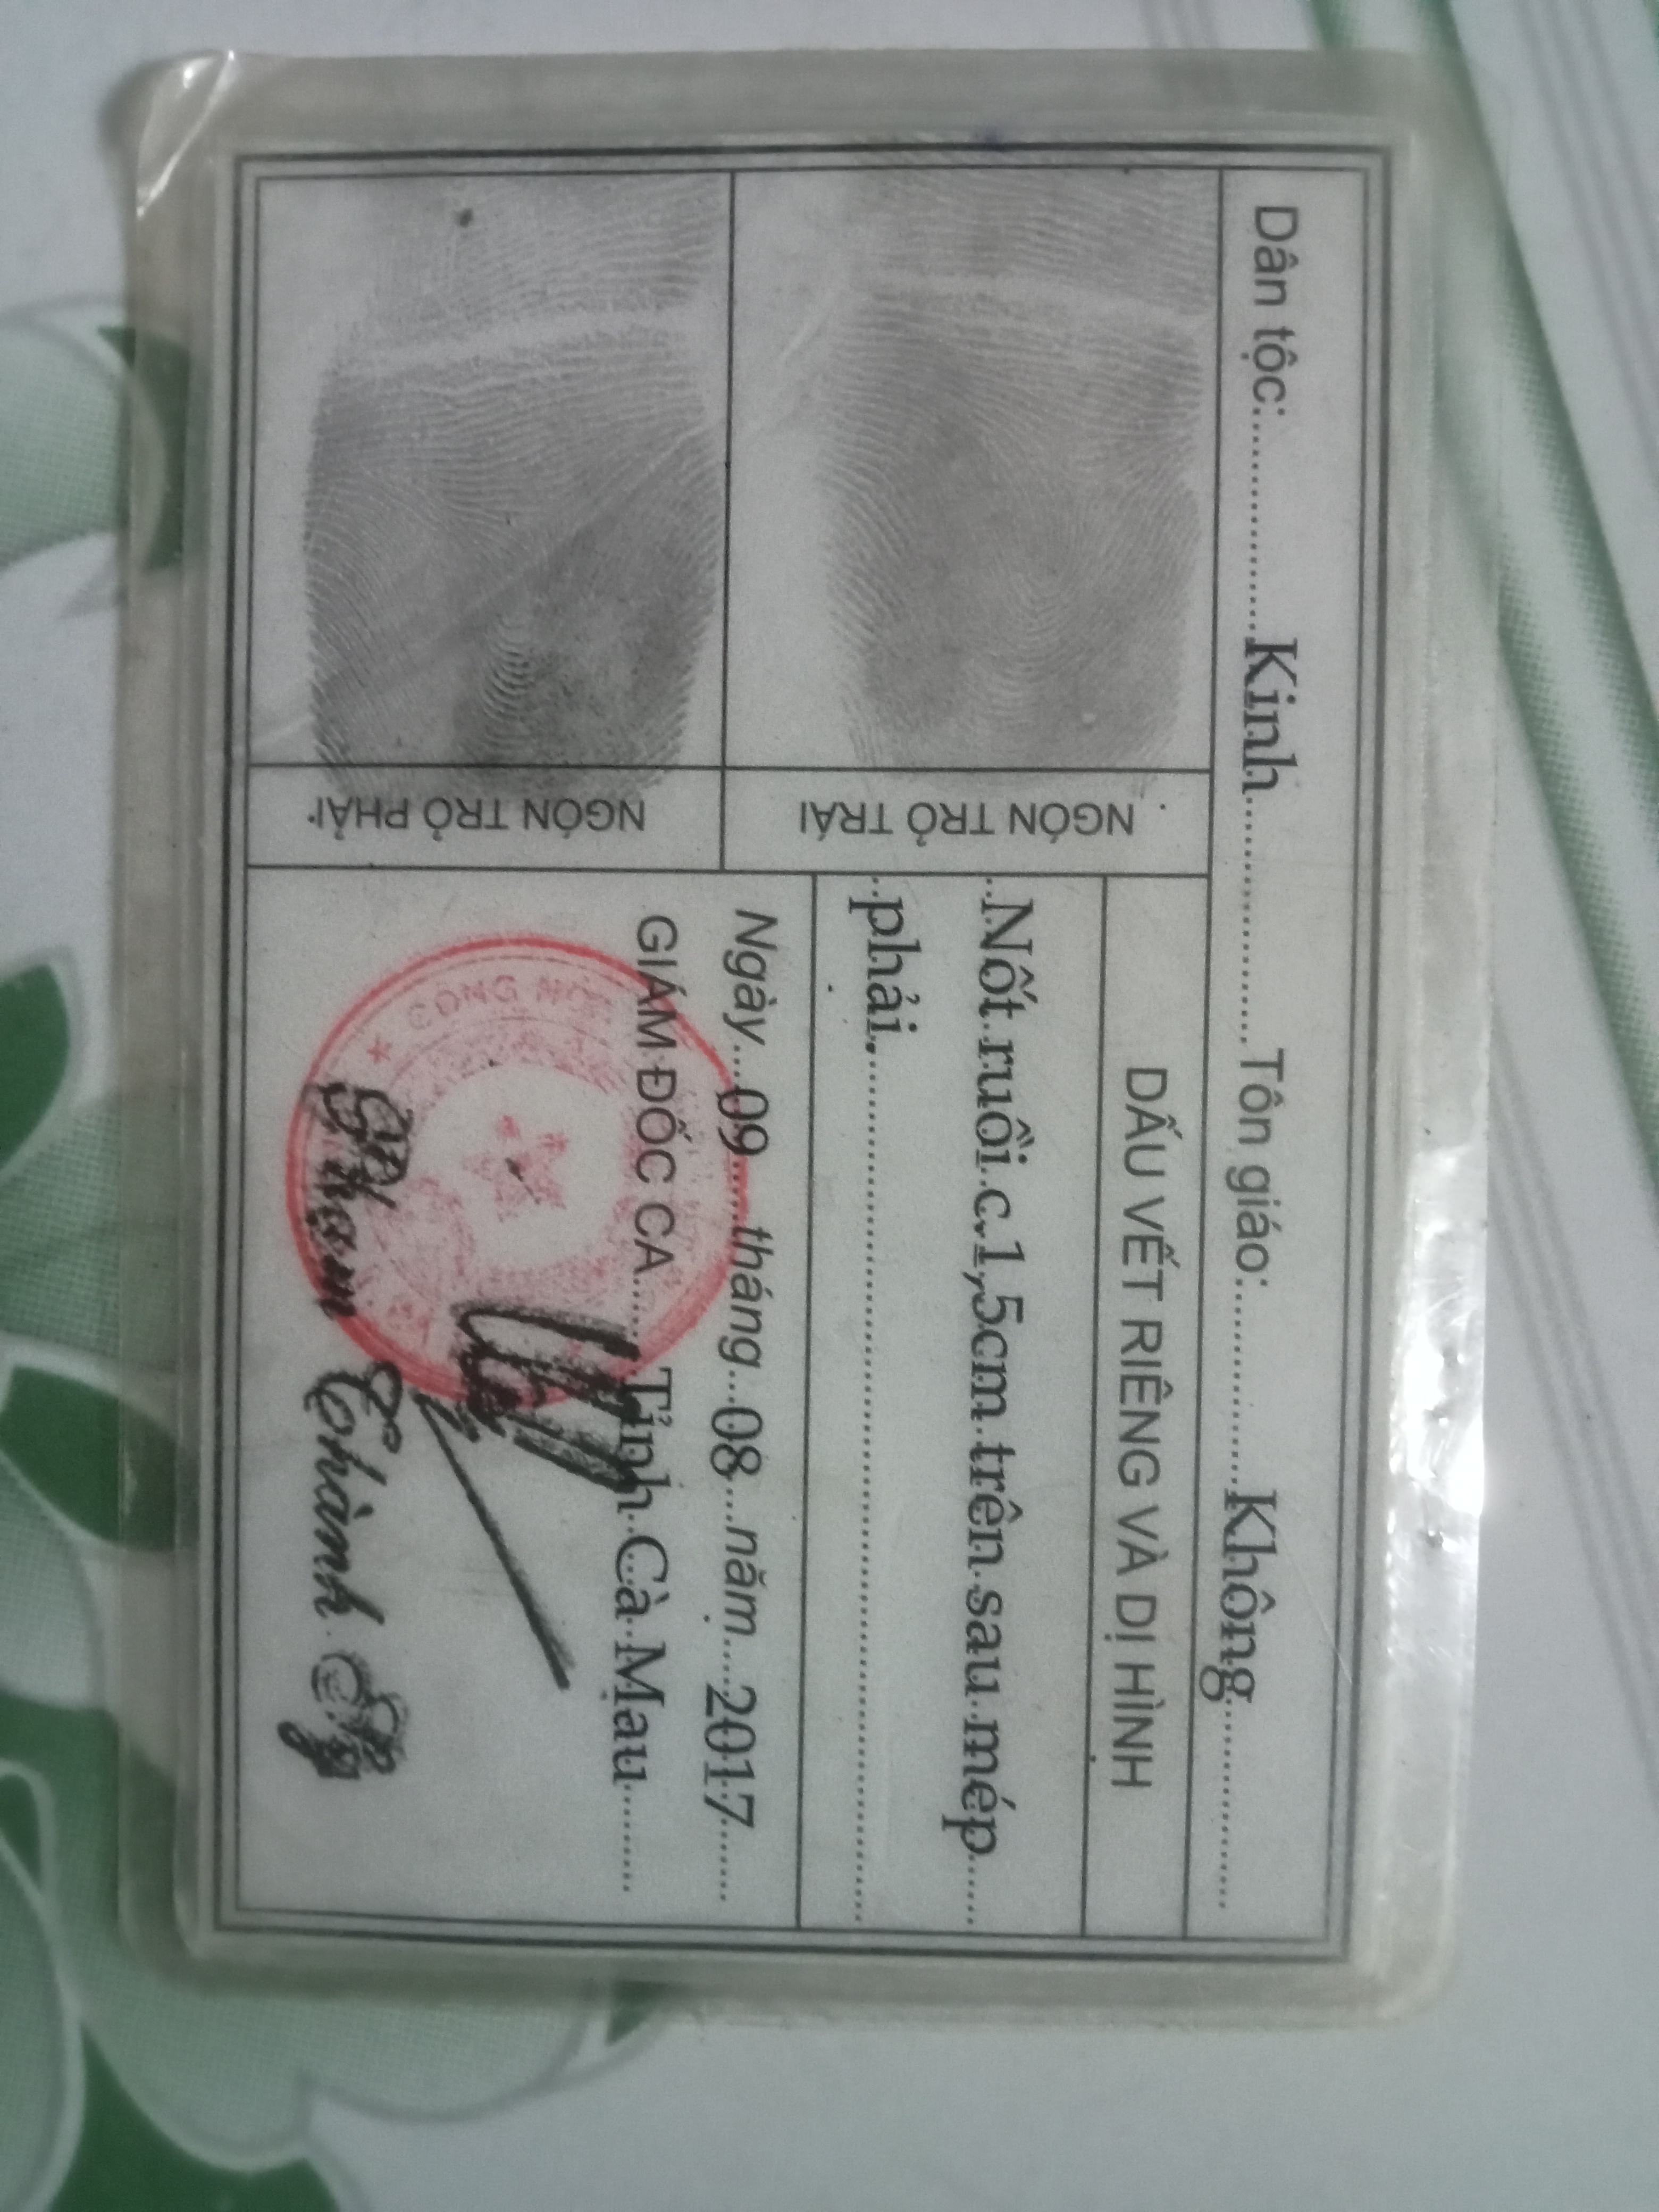 Dân tộc:...............Kinh.....................Tôn giáo:...............Không................
NGÓN TRỎ TRÁI
NGÓN TRỎ PHẢI
DẤU VẾT RIÊNG VÀ DỊ HÌNH
Nốt ruồi c.1,5cm trên sau mép
phải.
Ngày...09.....tháng...08...năm....2017
GIÁM ĐỐC CA......Tỉnh Cà Mau
CỘNG
Phạm Thành Sỹ